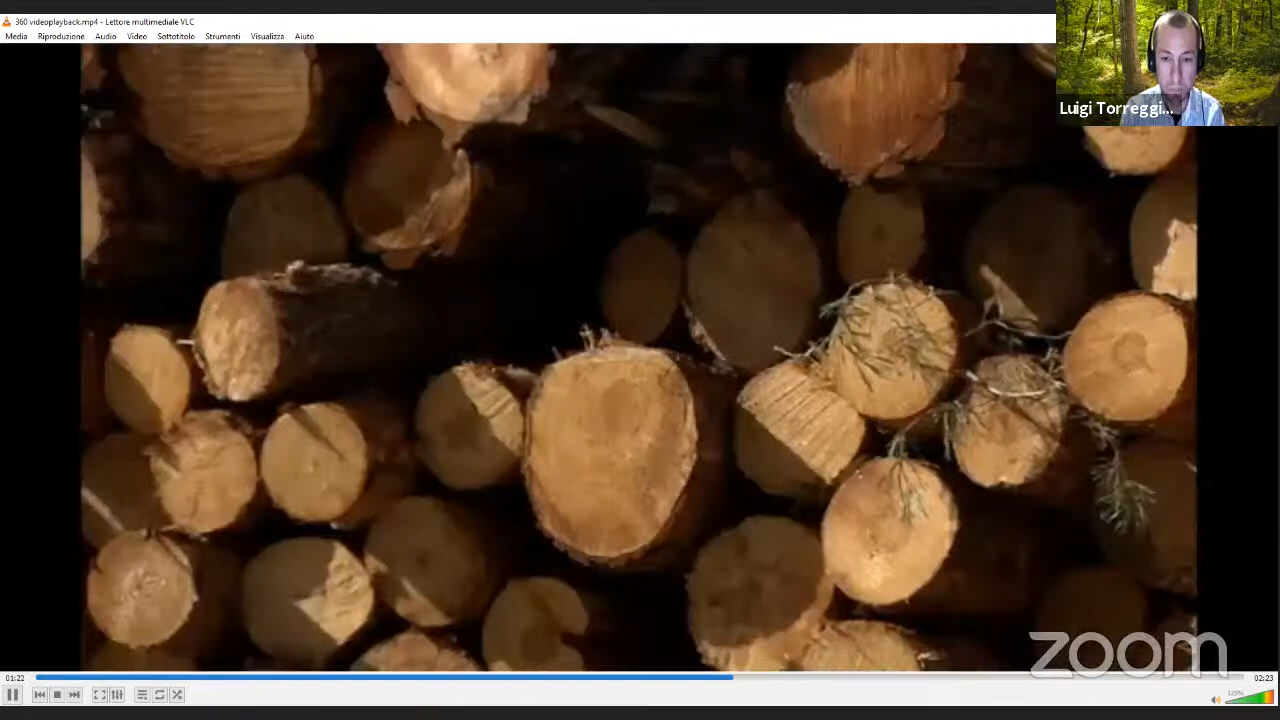 360 videoplayback.mp4 - Lettore multimediale VLC
Media Riproduzione Audio Video Sottotitolo Strumenti Visualizza Aiuto
Luigi Torreggi...
zoom
01:22
02:23
125%